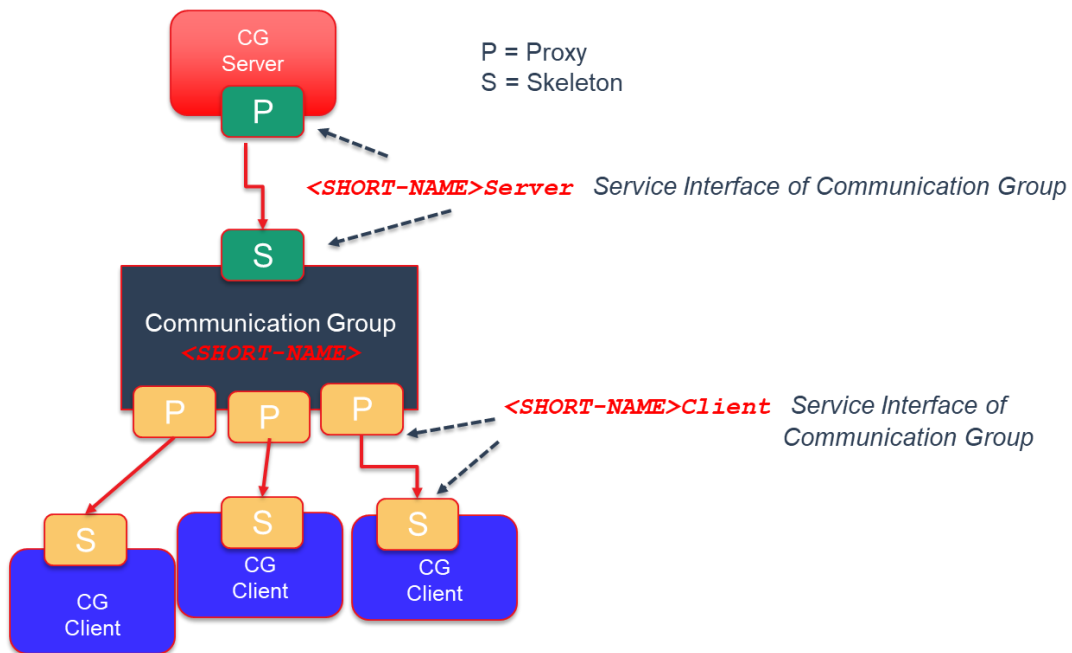 CG
Server
P
P = Proxy
S = Skeleton
<SHORT-NAME>Server Service Interface of Communication Group
S
Communication Group
<SHORT-NAME>
P
P
P
<SHORT-NAME>Client Service Interface of
Communication Group
S
CG
Client
S
CG
Client
S
CG
Client